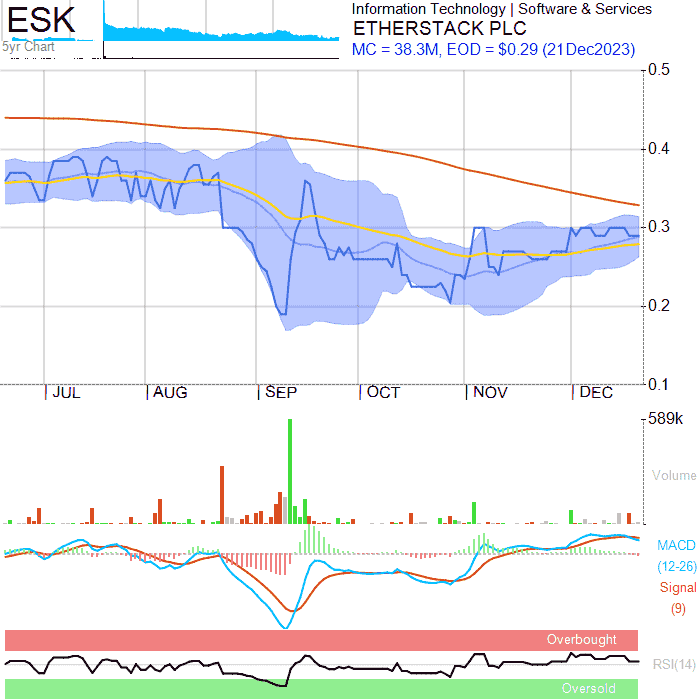 ESK
5yr Chart
Information Technology | Software & Services
ETHERSTACK PLC
MC = 38.3M, EOD = $0.29 (21Dec2023)
0.5
0.4
0.3
0.2
0.1
JUL AUG SEP OCT NOV DEC
589k
Volume
MACD
(12-26)
Signal
(9)
Overbought
RSI(14)
Oversold